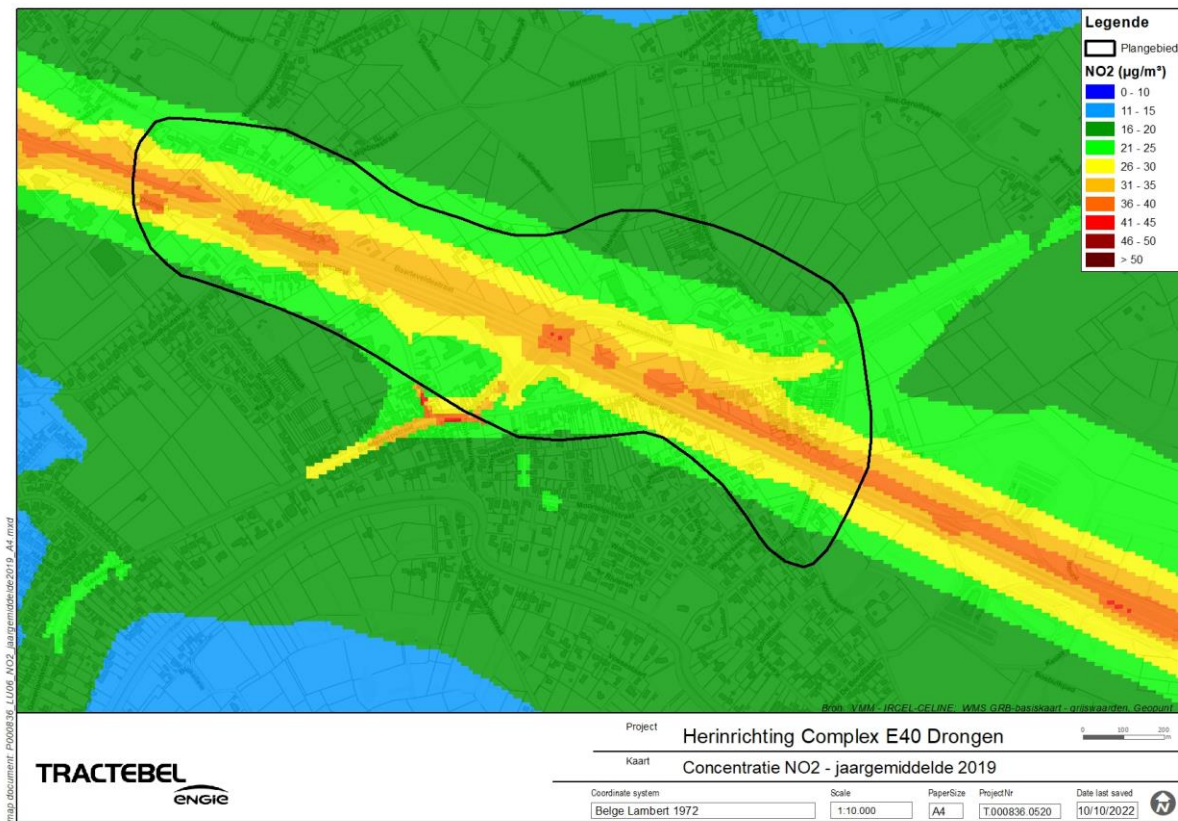 Legende
Plangebied
NO2 (µg/m³)
0 - 10
11 - 15
16 - 20
21 - 25
26 - 30
31 - 35
36 - 40
41 - 45
46 - 50
> 50
Bron: VMM - IRCEL-CELINE; WMS GRB-basiskaart - grijswaarden, Geopunt
map document: P000836_LU06_NO2_jaargemiddelde2019_A4.mxd
TRACTEBEL
ENGIE
Project Herinrichting Complex E40 Drongen
0 100 200
m
Kaart Concentratie NO2 - jaargemiddelde 2019
Coordinate system Scale PaperSize ProjectNr Date last saved
Belge Lambert 1972 1:10.000 A4 T.000836.0520 10/10/2022
N